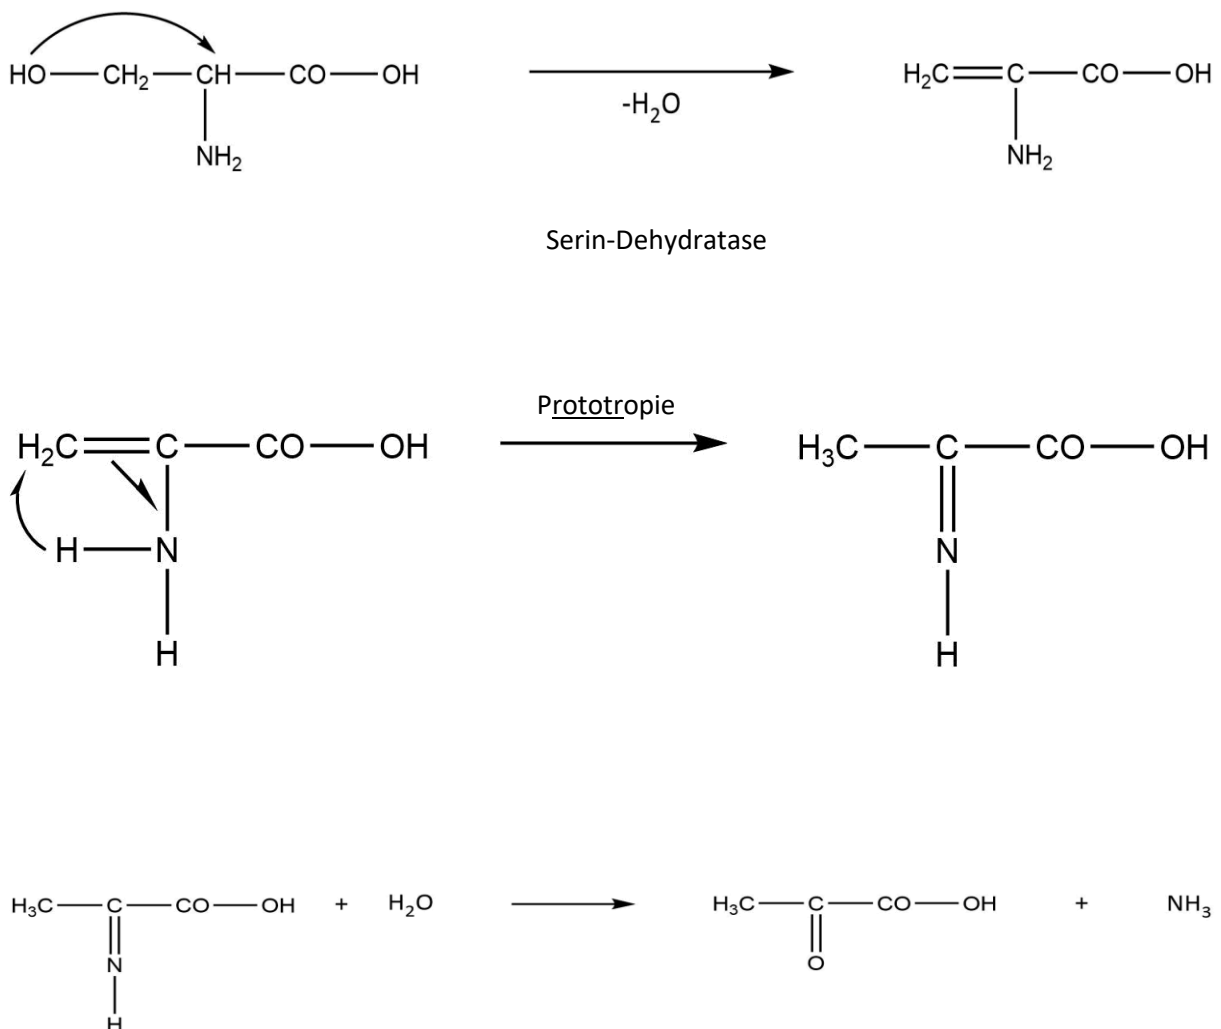 HO CH₂ CH CO OH -H₂O H₂C C CO OH
NH₂ NH₂
Serin-Dehydratase
Prototropie
H₂C C CO OH H₃C C CO OH
H N N
H H
H₃C C CO OH + H₂O H₃C C CO OH + NH₃
N O
H